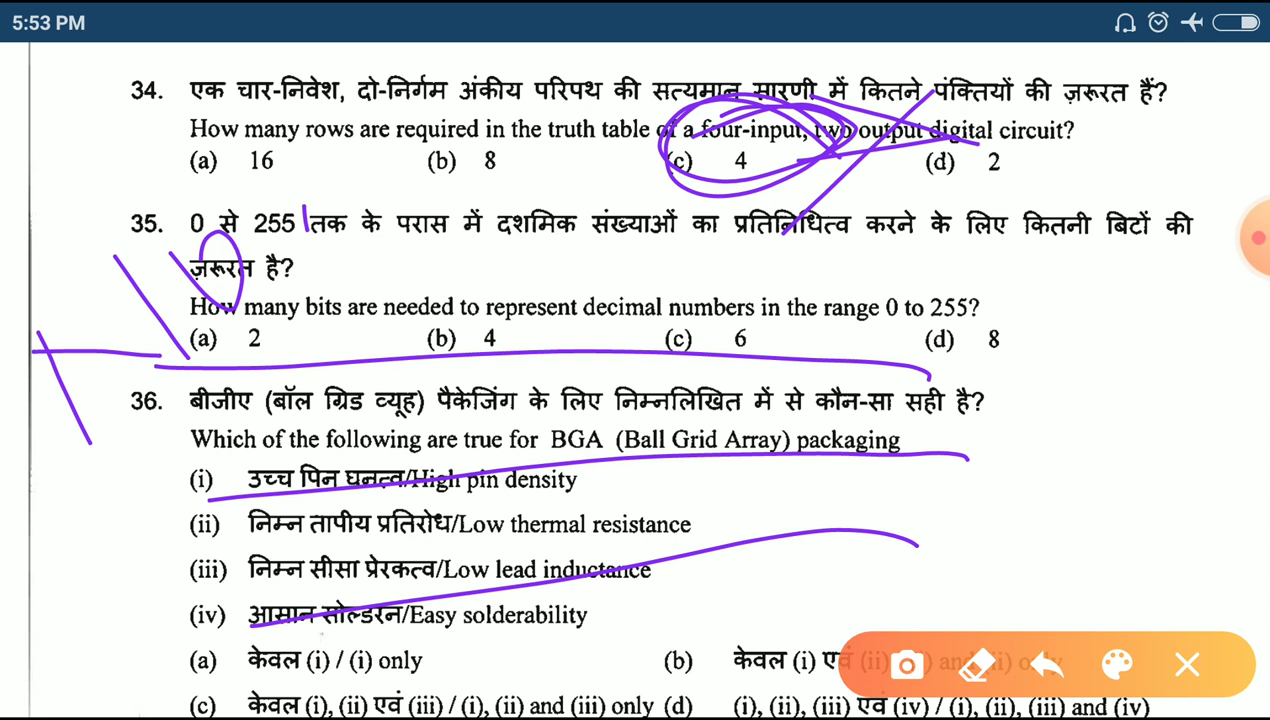 5:53 PM
34. एक चार-निवेश, दो-निर्गम अंकीय परिपथ की सत्यमान सारणी में कितने पंक्तियों की ज़रूरत हैं?
How many rows are required in the truth table of a four-input, two output digital circuit?
(a) 16 (b) 8 (c) 4 (d) 2
35. 0 से 255 तक के परास में दशमिक संख्याओं का प्रतिनिधित्व करने के लिए कितनी बिटों की
ज़रूरत है?
How many bits are needed to represent decimal numbers in the range 0 to 255?
(a) 2 (b) 4 (c) 6 (d) 8
36. बीजीए (बॉल ग्रिड व्यूह) पैकेजिंग के लिए निम्नलिखित में से कौन-सा सही है?
Which of the following are true for BGA (Ball Grid Array) packaging
(i) उच्च पिन घनत्व/High pin density
(ii) निम्न तापीय प्रतिरोध/Low thermal resistance
(iii) निम्न सीसा प्रेरकत्व/Low lead inductance
(iv) आसान सोल्डरन/Easy solderability
(a) केवल (i) / (i) only (b) केवल (i) एवं (ii)
(c) केवल (i), (ii) एवं (iii) / (i), (ii) and (iii) only (d) (i), (ii), (iii) एवं (iv) / (i), (ii), (iii) and (iv)